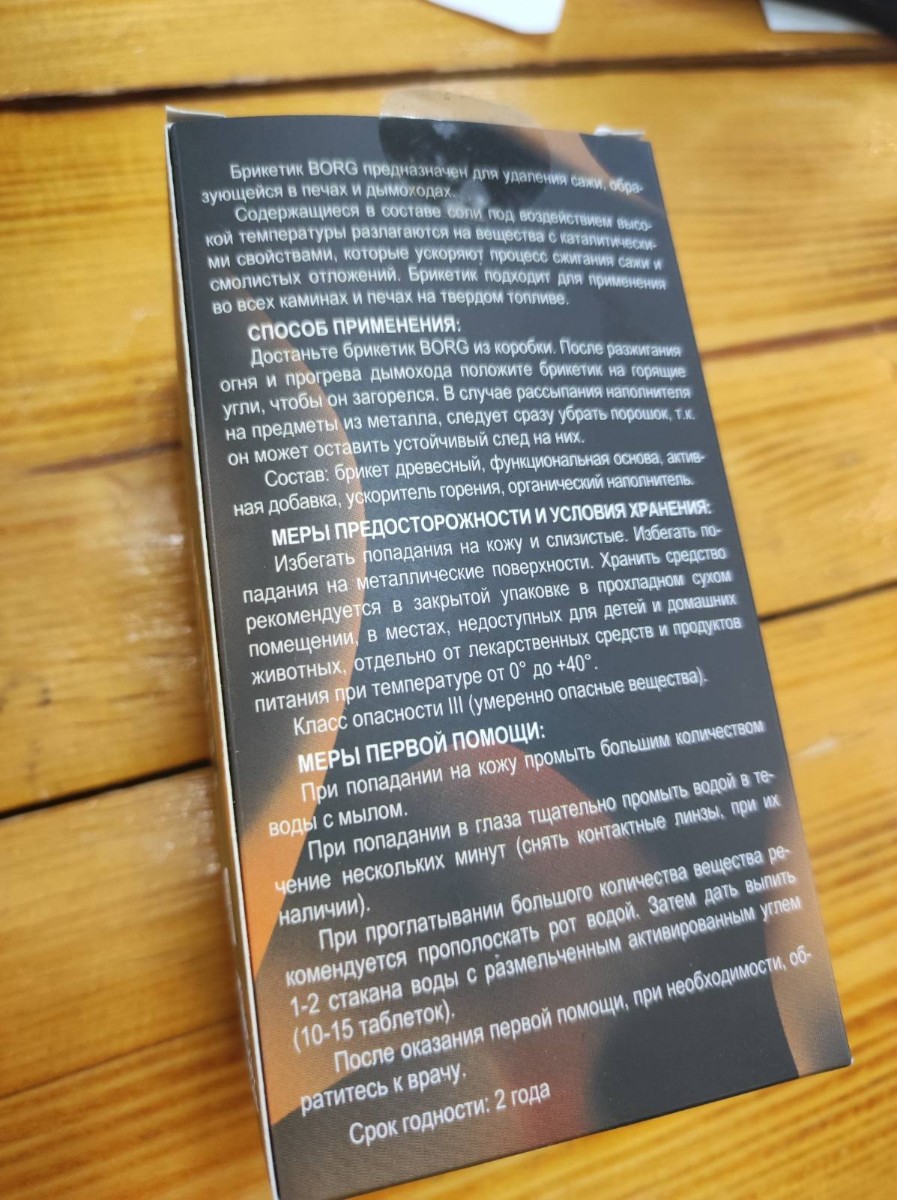 Брикетик BORG предназначен для удаления сажи, обра-
зующейся в печах и дымоходах.
Содержащиеся в составе соли под воздействием высо-
кой температуры разлагаются на вещества с каталитически-
ми свойствами, которые ускоряют процесс сжигания сажи и
смолистых отложений. Брикетик подходит для применения
во всех каминах и печах на твердом топливе.
СПОСОБ ПРИМЕНЕНИЯ:
Достаньте брикетик BORG из коробки. После разжигания
огня и прогрева дымохода положите брикетик на горящие
угли, чтобы он загорелся. В случае рассыпания наполнителя
на предметы из металла, следует сразу убрать порошок, т.к.
он может оставить устойчивый след на них.
Состав: брикет древесный, функциональная основа, актив-
ная добавка, ускоритель горения, органический наполнитель.
МЕРЫ ПРЕДОСТОРОЖНОСТИ И УСЛОВИЯ ХРАНЕНИЯ:
Избегать попадания на кожу и слизистые. Избегать по-
падания на металлические поверхности. Хранить средство
рекомендуется в закрытой упаковке в прохладном сухом
помещении, в местах, недоступных для детей и домашних
животных, отдельно от лекарственных средств и продуктов
питания при температуре от 0° до +40°.
Класс опасности III (умеренно опасные вещества).
МЕРЫ ПЕРВОЙ ПОМОЩИ:
При попадании на кожу промыть большим количеством
воды с мылом.
При попадании в глаза тщательно промыть водой в те-
чение нескольких минут (снять контактные линзы, при их
наличии).
При проглатывании большого количества вещества ре-
комендуется прополоскать рот водой. Затем дать выпить
1-2 стакана воды с размельченным активированным углем
(10-15 таблеток).
После оказания первой помощи, при необходимости, об-
ратитесь к врачу.
Срок годности: 2 года